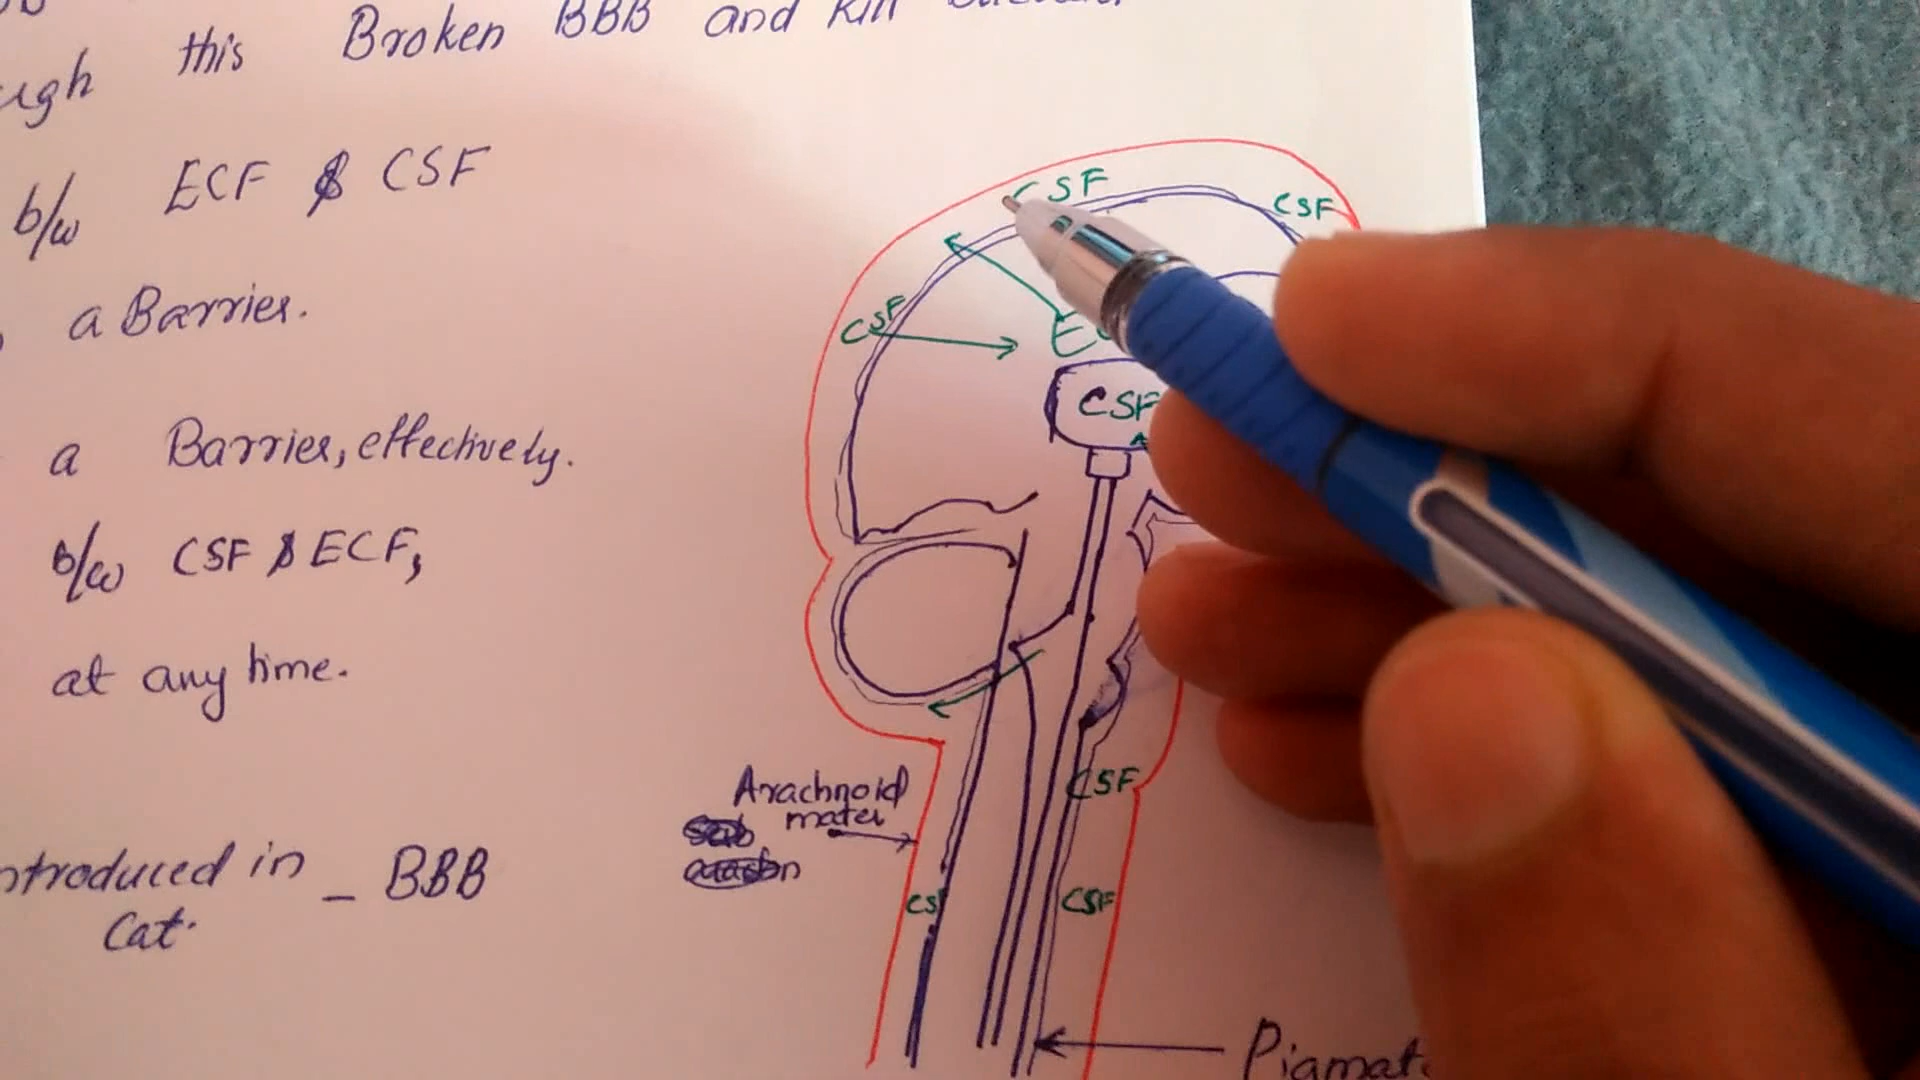 ugh this Broken BBB and Kill
b/w ECF & CSF
a Barrier.
a Barrier, effectively.
b/w CSF & ECF,
at any time.
ntroduced in - BBB
Cat.
CSF
CSF
CSF
CSF
CSF
Arachnoid
mater
CSF
CSF
Piamat